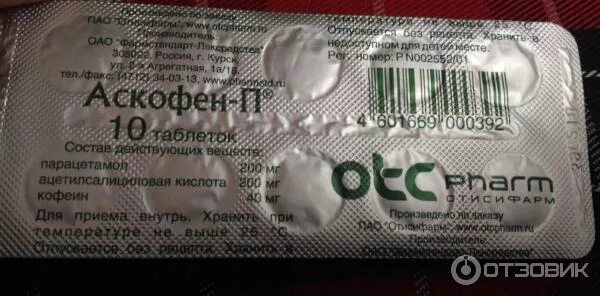 Произведено по заказу
ПАО "Отисифарм", www.otcpharm.ru
Производитель:
ОАО "Фармстандарт-Лексредства"
305022, Россия, г. Курск,
ул. 2-я Агрегатная, 1а/18,
тел./факс: (4712) 34-03-13, www.pharmstd.ru
Аскофен-П®
10 таблеток
Состав действующих веществ:
парацетамол 200 мг
ацетилсалициловая кислота 200 мг
кофеин 40 мг
Для приема внутрь. Хранить при
температуре не выше 25 °С.
Отпускается без рецепта. Хранить в
температуре не выше 25
Отпускается без рецепта. Хранить в
недоступном для детей месте.
Рег. номер: P N002552/01
4 601669 000392
otc Pharm
ОТИСИФАРМ
Произведено по заказу
ПАО "Отисифарм", www.otcpharm.ru
Производитель:
ОТЗОВИК